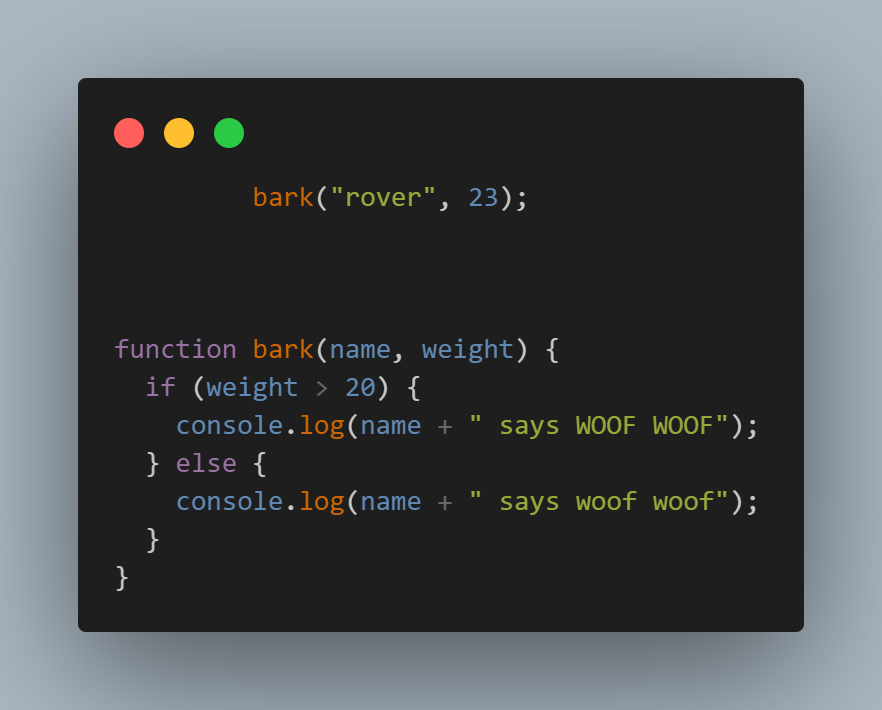 bark("rover", 23);
function bark(name, weight) {
  if (weight > 20) {
    console.log(name + " says WOOF WOOF");
  } else {
    console.log(name + " says woof woof");
  }
}